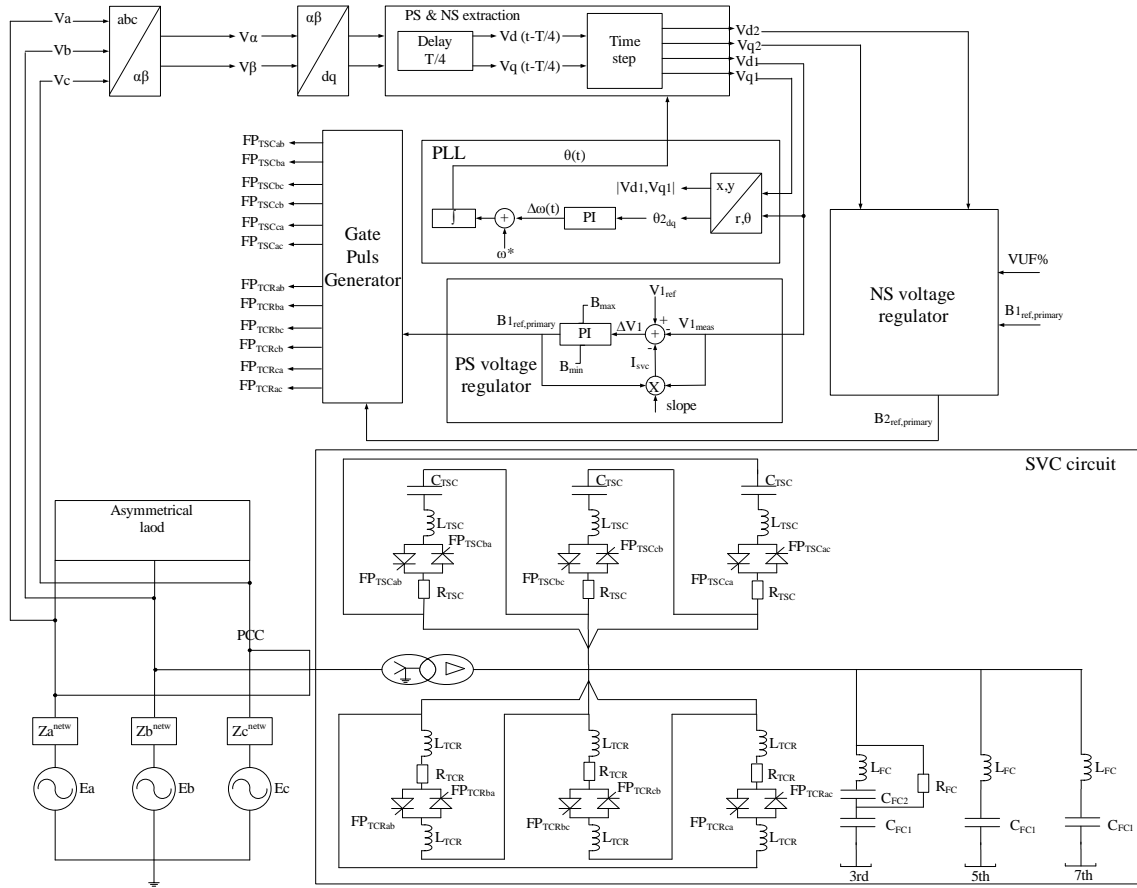 Va
Vb
Vc
abc
αβ
Vα
Vβ
αβ
dq
PS & NS extraction
Delay
T/4
Vd (t-T/4)
Vq (t-T/4)
Time
step
Vd2
Vq2
Vd1
Vq1
FPTSCab
FPTSCba
FPTSCbc
FPTSCcb
FPTSCca
FPTSCac
FPTCRab
FPTCRba
FPTCRbc
FPTCRcb
FPTCRca
FPTCRac
Gate
Puls
Generator
PLL
θ(t)
|Vd1,Vq1|
x,y
r,θ
∫
+
Δω(t)
PI
θ2dq
ω*
V1ref
Bmax
B1ref,primary
PI
ΔV1
+
+
-
-
V1meas
Bmin
Isvc
PS voltage
regulator
X
slope
NS voltage
regulator
VUF%
B1ref,primary
B2ref,primary
SVC circuit
Asymmetrical
laod
PCC
Zanetw
Zbnetw
Zcnetw
Ea
Eb
Ec
CTSC
CTSC
CTSC
LTSC
LTSC
LTSC
FPTSCba
FPTSCcb
FPTSCac
FPTSCab
FPTSCbc
FPTSCca
RTSC
RTSC
RTSC
LTCR
LTCR
LTCR
RTCR
RTCR
RTCR
FPTCRba
FPTCRcb
FPTCRac
FPTCRab
FPTCRbc
FPTCRca
LTCR
LTCR
LTCR
LFC
RFC
CFC2
CFC1
3rd
LFC
CFC1
5th
LFC
CFC1
7th